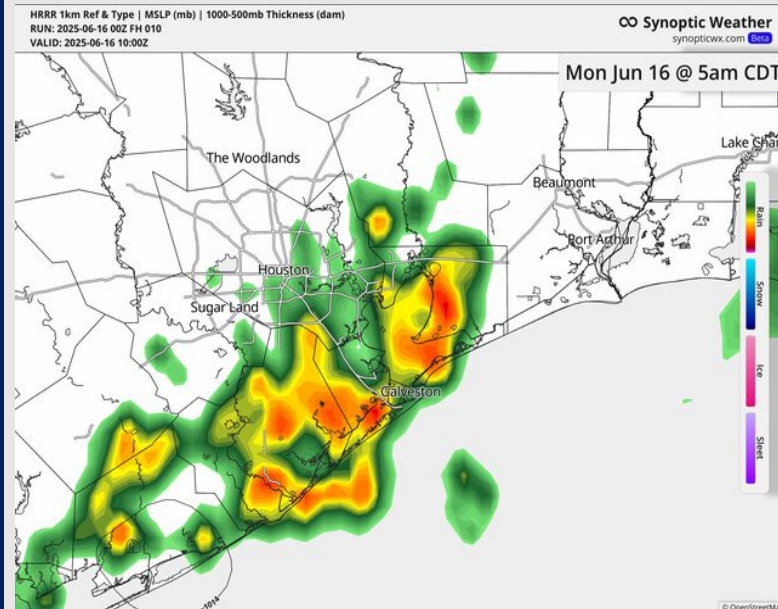 HRRR 1km Ref & Type | MSLP (mb) | 1000-500mb Thickness (dam)
RUN: 2025-06-16 00Z FH 010
VALID: 2025-06-16 10:00Z
Synoptic Weather
synopticwx.com Beta
Mon Jun 16 @ 5am CDT
Lake Char
The Woodlands
Beaumont
Port Arthur
Houston
Sugar Land
Galveston
Rain
Snow
Ice
Sleet
1014
© OpenStreetMa